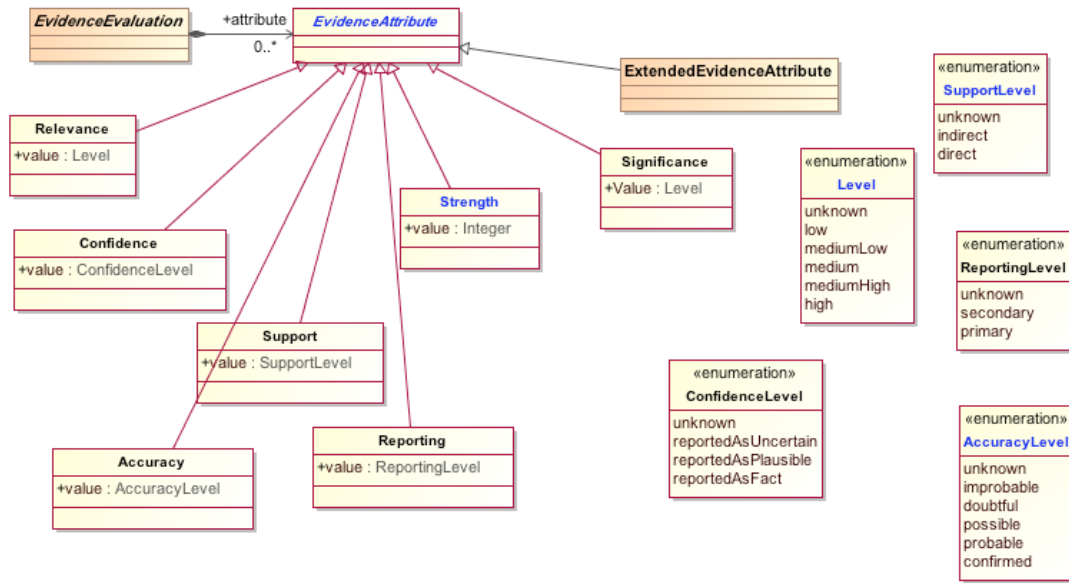 EvidenceEvaluation
+attribute
0..*
EvidenceAttribute
ExtendedEvidenceAttribute
Relevance
+value : Level
Confidence
+value : ConfidenceLevel
Support
+value : SupportLevel
Accuracy
+value : AccuracyLevel
Reporting
+value : ReportingLevel
Strength
+value : Integer
Significance
+Value : Level
«enumeration»
SupportLevel
unknown
indirect
direct
«enumeration»
Level
unknown
low
mediumLow
medium
mediumHigh
high
«enumeration»
ReportingLevel
unknown
secondary
primary
«enumeration»
ConfidenceLevel
unknown
reportedAsUncertain
reportedAsPlausible
reportedAsFact
«enumeration»
AccuracyLevel
unknown
improbable
doubtful
possible
probable
confirmed